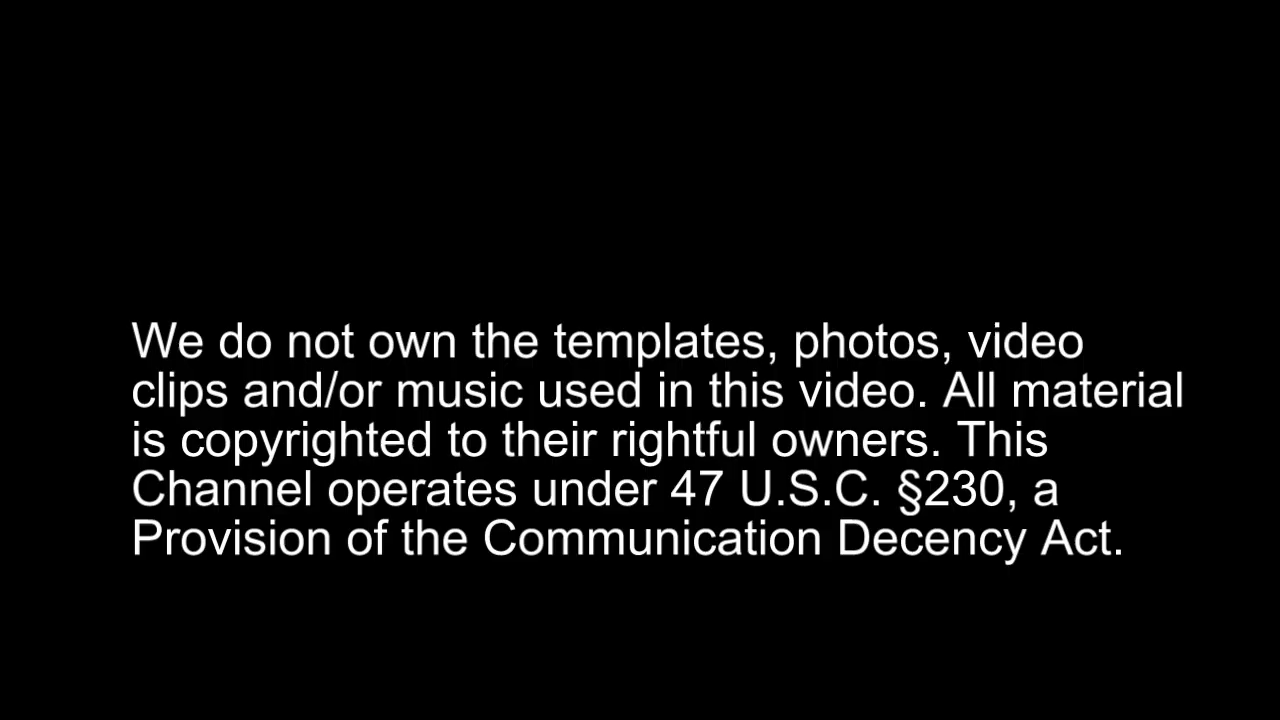 We do not own the templates, photos, video
clips and/or music used in this video. All material
is copyrighted to their rightful owners. This
Channel operates under 47 U.S.C. §230, a
Provision of the Communication Decency Act.